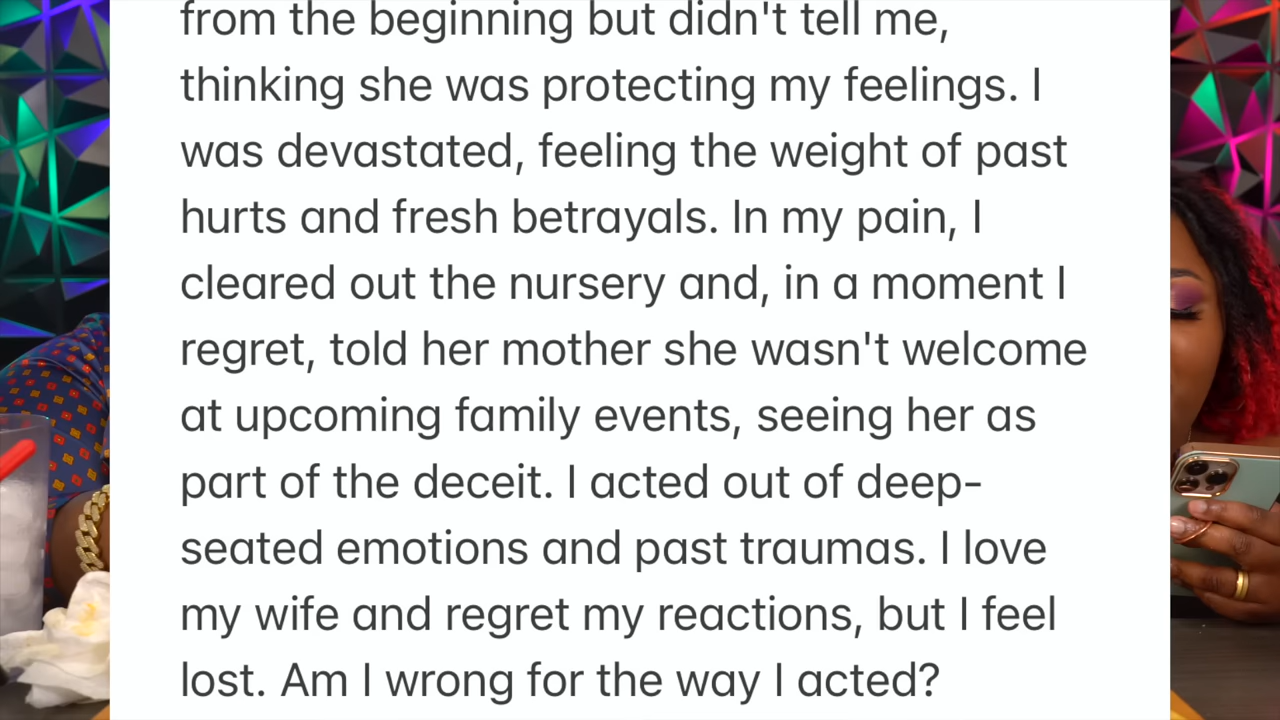 from the beginning but didn't tell me,
thinking she was protecting my feelings. I
was devastated, feeling the weight of past
hurts and fresh betrayals. In my pain, I
cleared out the nursery and, in a moment I
regret, told her mother she wasn't welcome
at upcoming family events, seeing her as
part of the deceit. I acted out of deep-
seated emotions and past traumas. I love
my wife and regret my reactions, but I feel
lost. Am I wrong for the way I acted?